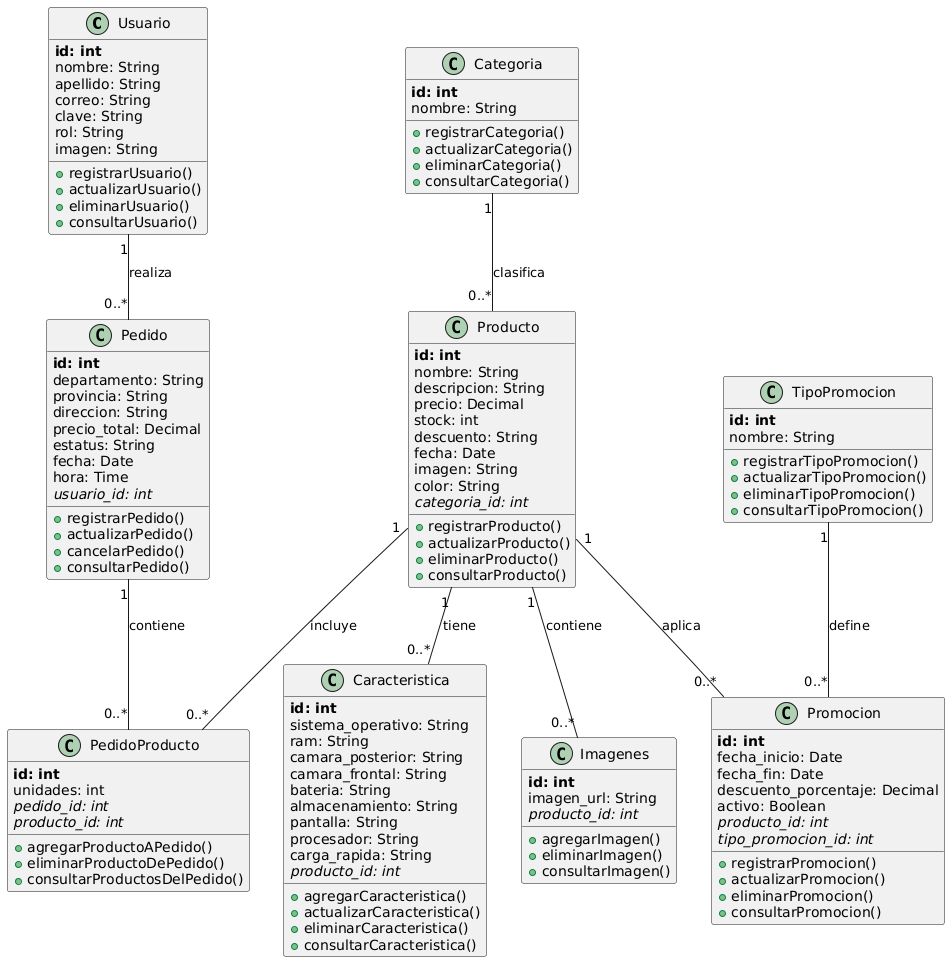 C Usuario
id: int
nombre: String
apellido: String
correo: String
clave: String
rol: String
imagen: String
registrarUsuario()
actualizarUsuario()
eliminarUsuario()
consultarUsuario()
C Categoria
id: int
nombre: String
registrarCategoria()
actualizarCategoria()
eliminarCategoria()
consultarCategoria()
1
realiza
0..*
1
clasifica
0..*
C Pedido
id: int
departamento: String
provincia: String
direccion: String
precio_total: Decimal
estatus: String
fecha: Date
hora: Time
usuario_id: int
registrarPedido()
actualizarPedido()
cancelarPedido()
consultarPedido()
C Producto
id: int
nombre: String
descripcion: String
precio: Decimal
stock: int
descuento: String
fecha: Date
imagen: String
color: String
categoria_id: int
registrarProducto()
actualizarProducto()
eliminarProducto()
consultarProducto()
C TipoPromocion
id: int
nombre: String
registrarTipoPromocion()
actualizarTipoPromocion()
eliminarTipoPromocion()
consultarTipoPromocion()
1
contiene
0..*
1
incluye
0..*
1
tiene
0..*
1
contiene
0..*
1
aplica
0..*
1
define
0..*
C PedidoProducto
id: int
unidades: int
pedido_id: int
producto_id: int
agregarProductoAPedido()
eliminarProductoDePedido()
consultarProductosDelPedido()
C Caracteristica
id: int
sistema_operativo: String
ram: String
camara_posterior: String
camara_frontal: String
bateria: String
almacenamiento: String
pantalla: String
procesador: String
carga_rapida: String
producto_id: int
agregarCaracteristica()
actualizarCaracteristica()
eliminarCaracteristica()
consultarCaracteristica()
C Imagenes
id: int
imagen_url: String
producto_id: int
agregarImagen()
eliminarImagen()
consultarImagen()
C Promocion
id: int
fecha_inicio: Date
fecha_fin: Date
descuento_porcentaje: Decimal
activo: Boolean
producto_id: int
tipo_promocion_id: int
registrarPromocion()
actualizarPromocion()
eliminarPromocion()
consultarPromocion()